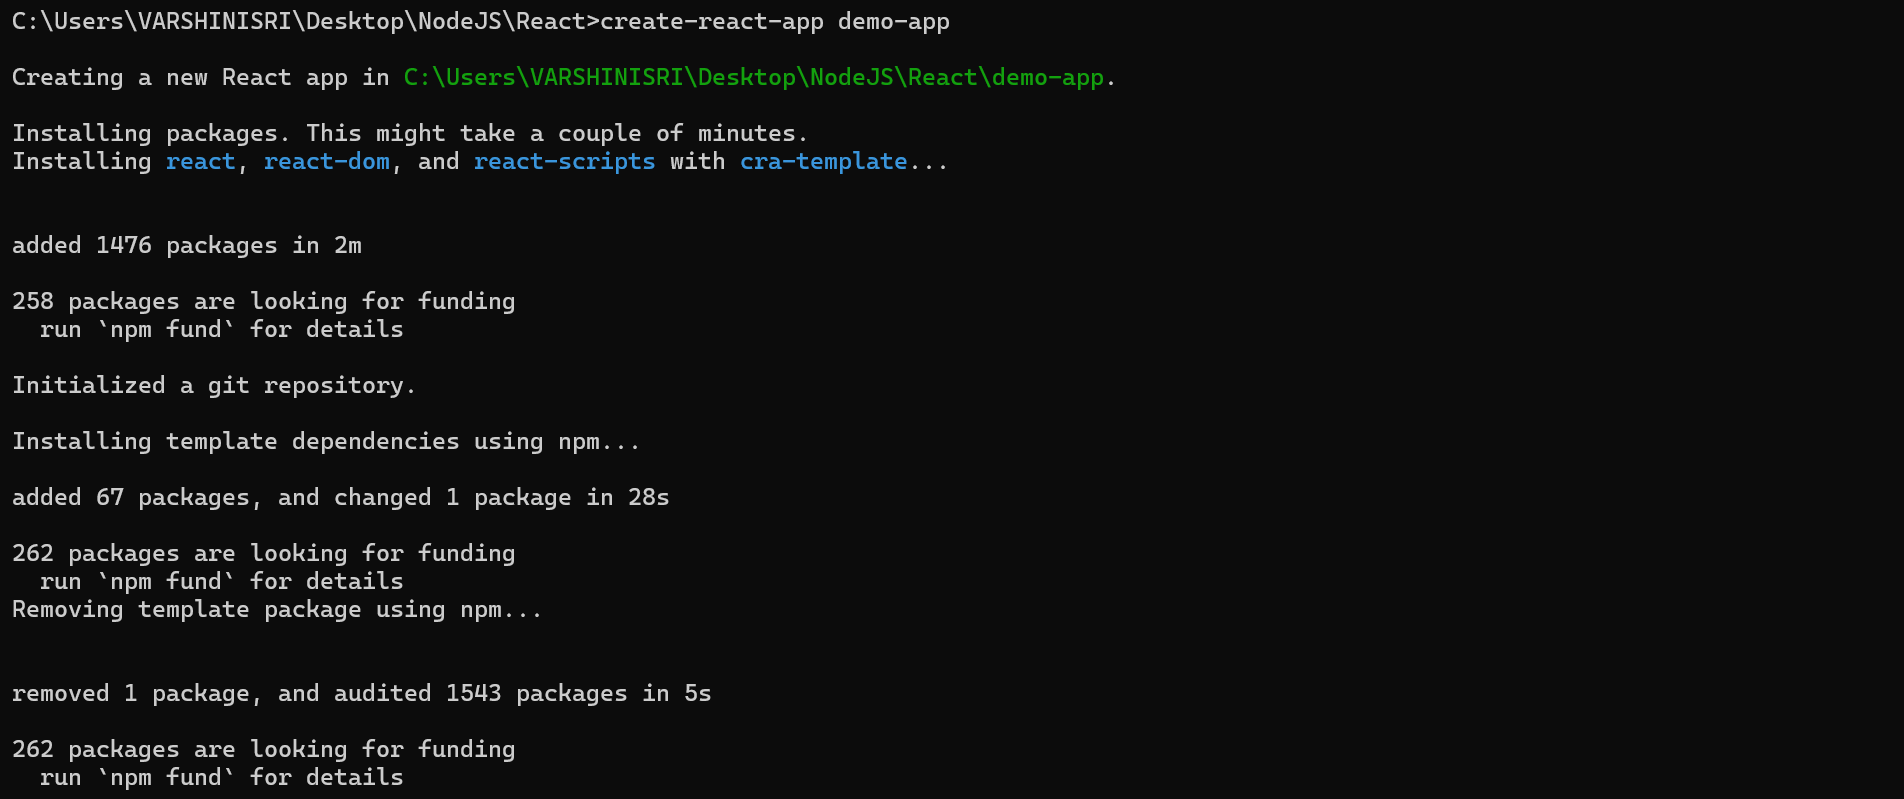 C:\Users\VARSHINISRI\Desktop\NodeJS\React>create-react-app demo-app
Creating a new React app in C:\Users\VARSHINISRI\Desktop\NodeJS\React\demo-app.
Installing packages. This might take a couple of minutes.
Installing react, react-dom, and react-scripts with cra-template...
added 1476 packages in 2m
258 packages are looking for funding
  run `npm fund` for details
Initialized a git repository.
Installing template dependencies using npm...
added 67 packages, and changed 1 package in 28s
262 packages are looking for funding
  run `npm fund` for details
Removing template package using npm...
removed 1 package, and audited 1543 packages in 5s
262 packages are looking for funding
  run `npm fund` for details